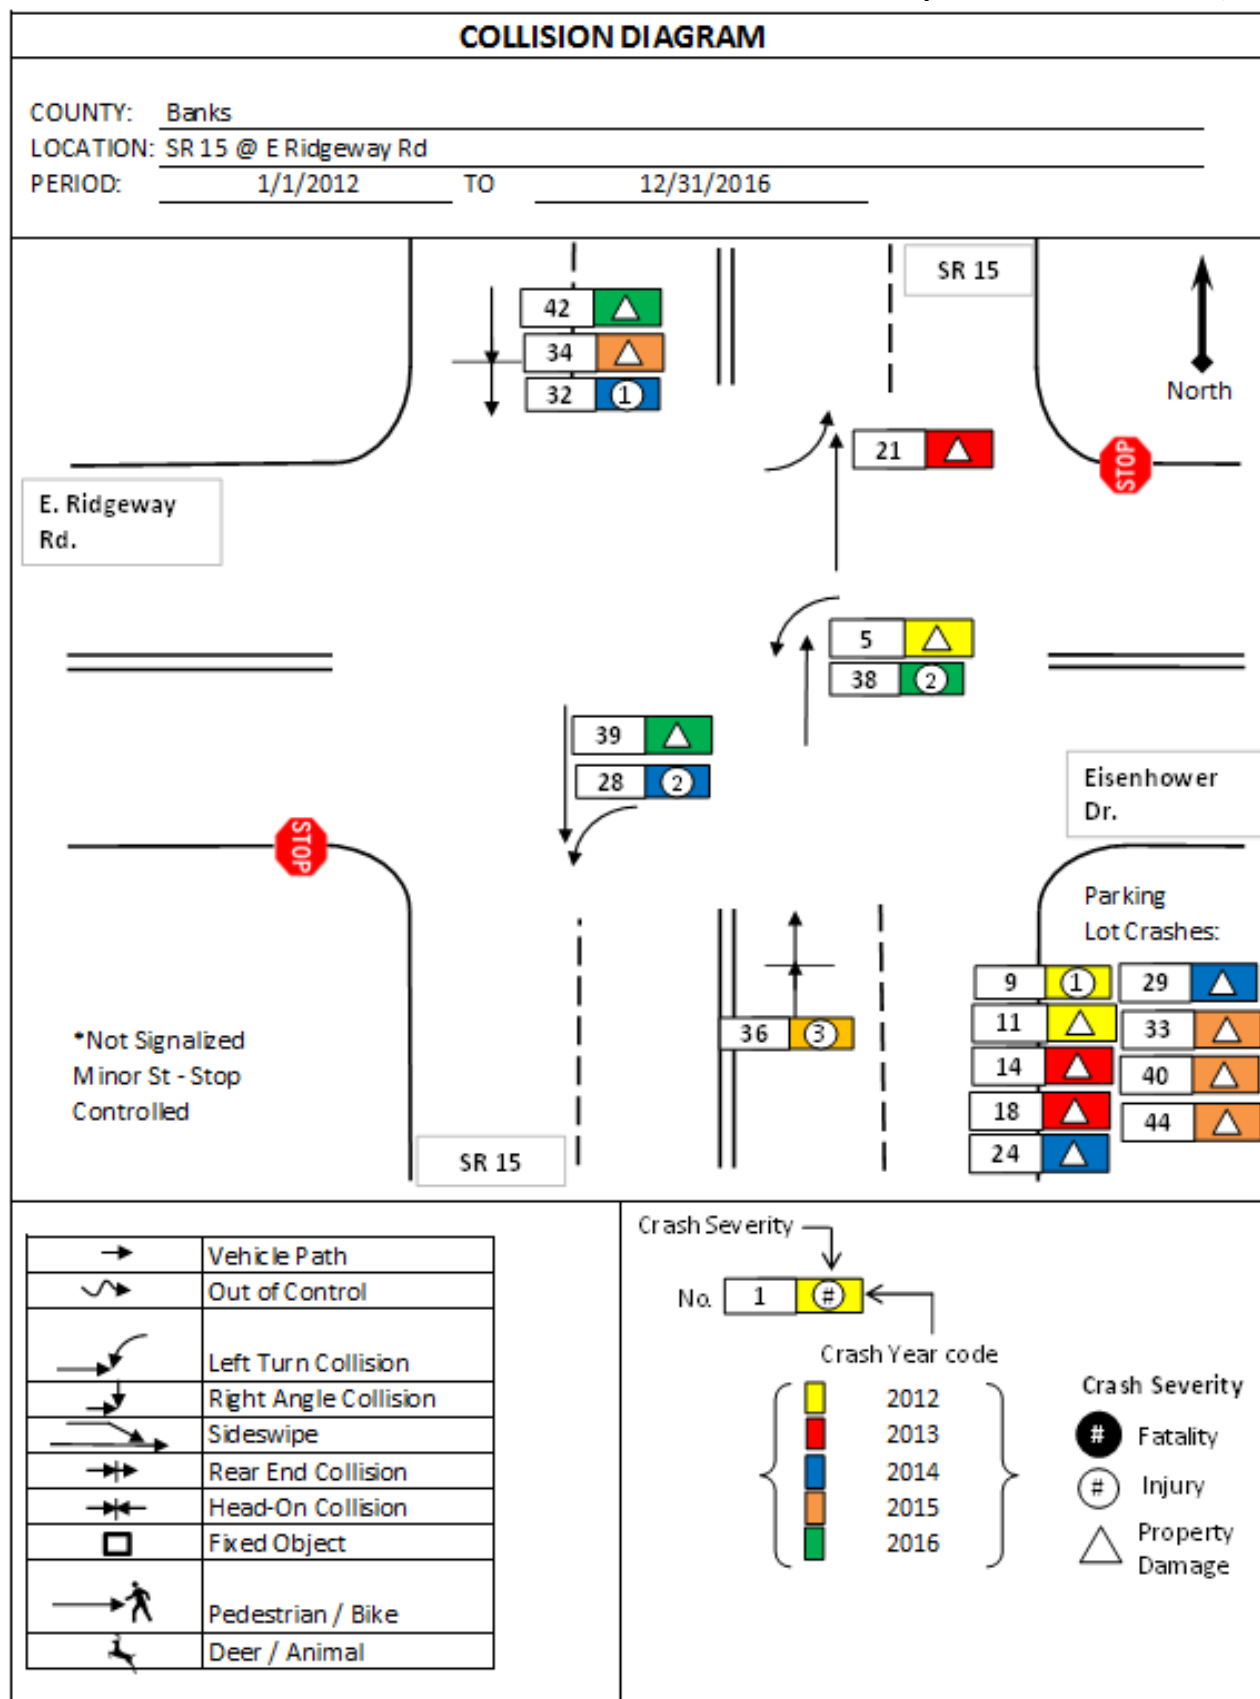 COLLISION DIAGRAM
COUNTY: Banks
LOCATION: SR 15 @ E Ridgeway Rd
PERIOD: 1/1/2012 TO 12/31/2016
SR 15
North
42
34
32 1
21
STOP
E. Ridgeway
Rd.
5
38 2
39
28 2
Eisenhower
Dr.
STOP
Parking
Lot Crashes:
9 1 29
11 33
14 40
18 44
24
36 3
*Not Signalized
Minor St - Stop
Controlled
SR 15
Vehicle Path
Out of Control
Left Turn Collision
Right Angle Collision
Sideswipe
Rear End Collision
Head-On Collision
Fixed Object
Pedestrian / Bike
Deer / Animal
Crash Severity
No. 1 #
Crash Year code
2012
2013
2014
2015
2016
Crash Severity
# Fatality
# Injury
Property
Damage